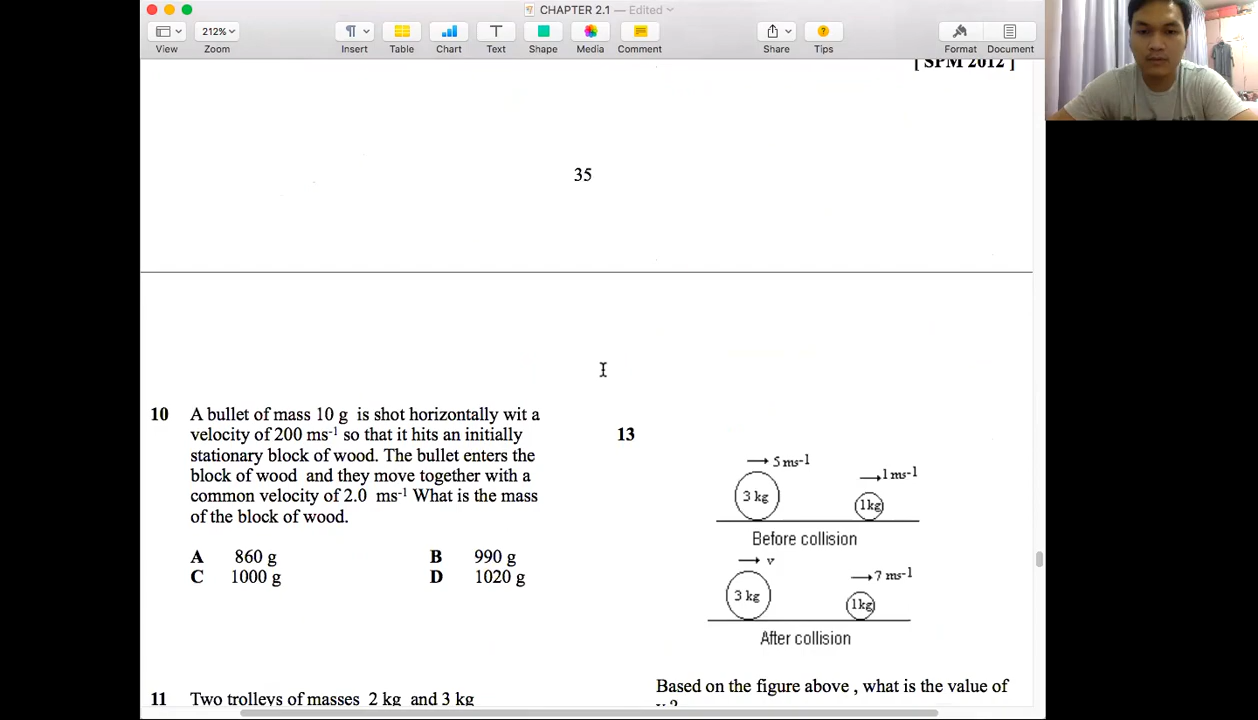 CHAPTER 2.1 — Edited
212%
View
Zoom
Insert
Table
Chart
Text
Shape
Media
Comment
Share
Tips
Format
Document
[ SPM 2012 ]
35
10 A bullet of mass 10 g is shot horizontally wit a
velocity of 200 ms-1 so that it hits an initially
stationary block of wood. The bullet enters the
block of wood and they move together with a
common velocity of 2.0 ms-1 What is the mass
of the block of wood.
A 860 g B 990 g
C 1000 g D 1020 g
11 Two trolleys of masses 2 kg and 3 kg
13
5 ms-1
1 ms-1
3 kg
1kg
Before collision
v
7 ms-1
3 kg
1kg
After collision
Based on the figure above , what is the value of
v ?